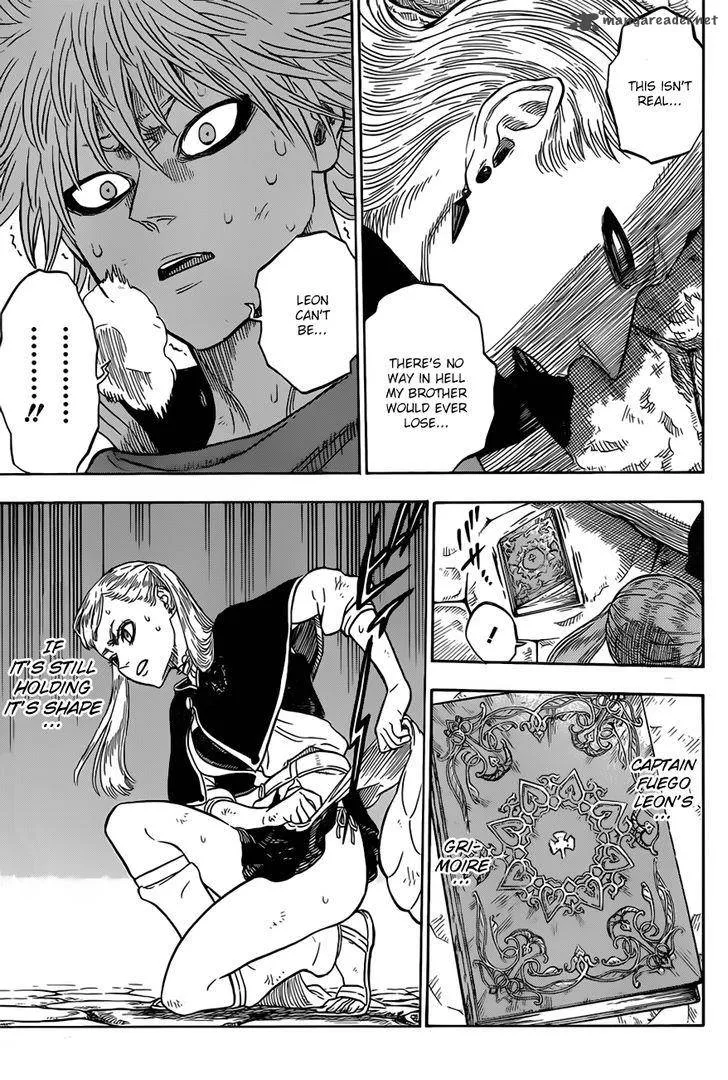 mangareader.net
THIS ISN'T
REAL...
THERE'S NO
WAY IN HELL
MY BROTHER
WOULD EVER
LOSE...
LEON
CAN'T
BE...
.........!!
!
CAPTAIN
FUEGO
LEON'S
...
GRI-
MOIRE
...
IF
IT'S STILL
HOLDING
IT'S SHAPE
...